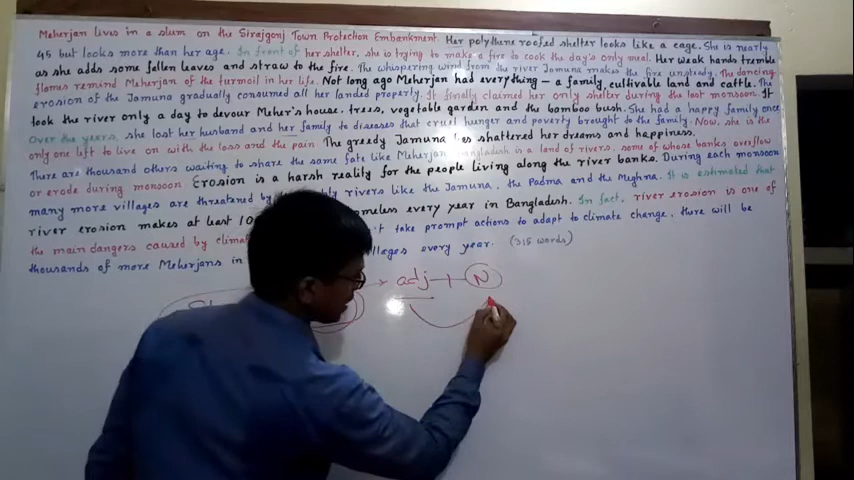 Meherjan lives in a slum on the Sirajgonj Town Protection Embankment. Her polythene roofed shelter looks like a cage. She is nearly
45 but looks more than her age. In front of her shelter, she is trying to make a fire to cook the day's only meal. Her weak hands tremble
as she adds some fallen leaves and straw to the fire. The whispering wind from the river Jamuna makes the fire unsteady. The dancing
flames remind Meherjan of the turmoil in her life. Not long ago Meherjan had everything - a family, cultivable land and cattle. The
erosion of the Jamuna gradually consumed all her landed property. It finally claimed her only shelter during the last monsoon. It
took the river only a day to devour Meher's house, trees, vegetable garden and the bamboo bush. She had a happy family once
Over the years, she lost her husband and her family to diseases that cruel hunger and poverty brought to the family. Now, she is the
only one left to live on with the loss and the pain. The greedy Jamuna has shattered her dreams and happiness.
There are thousand others waiting to share the same fate like Meherjan. Bangladesh is a land of rivers, some of whose banks overflow
or erode during monsoon. Erosion is a harsh reality for the people living along the river banks. During each monsoon
many more villages are threatened by rivers like the Jamuna, the Padma and the Meghna. It is estimated that
river erosion makes at least homeless every year in Bangladesh. In fact, river erosion is one of
the main dangers caused by take prompt actions to adapt to climate change, there will be
thousands of more Meherjans in every year. (315 words)
adj N